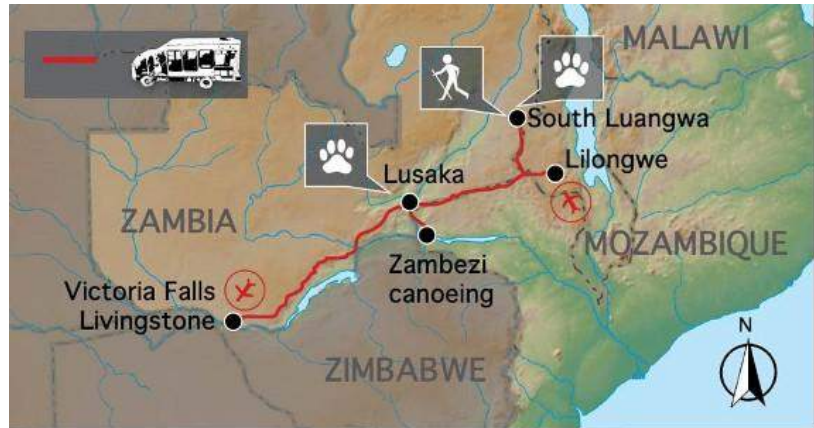 MALAWI
South Luangwa
Lilongwe
Lusaka
ZAMBIA
MOZAMBIQUE
Zambezi
canoeing
Victoria Falls
Livingstone
ZIMBABWE
N